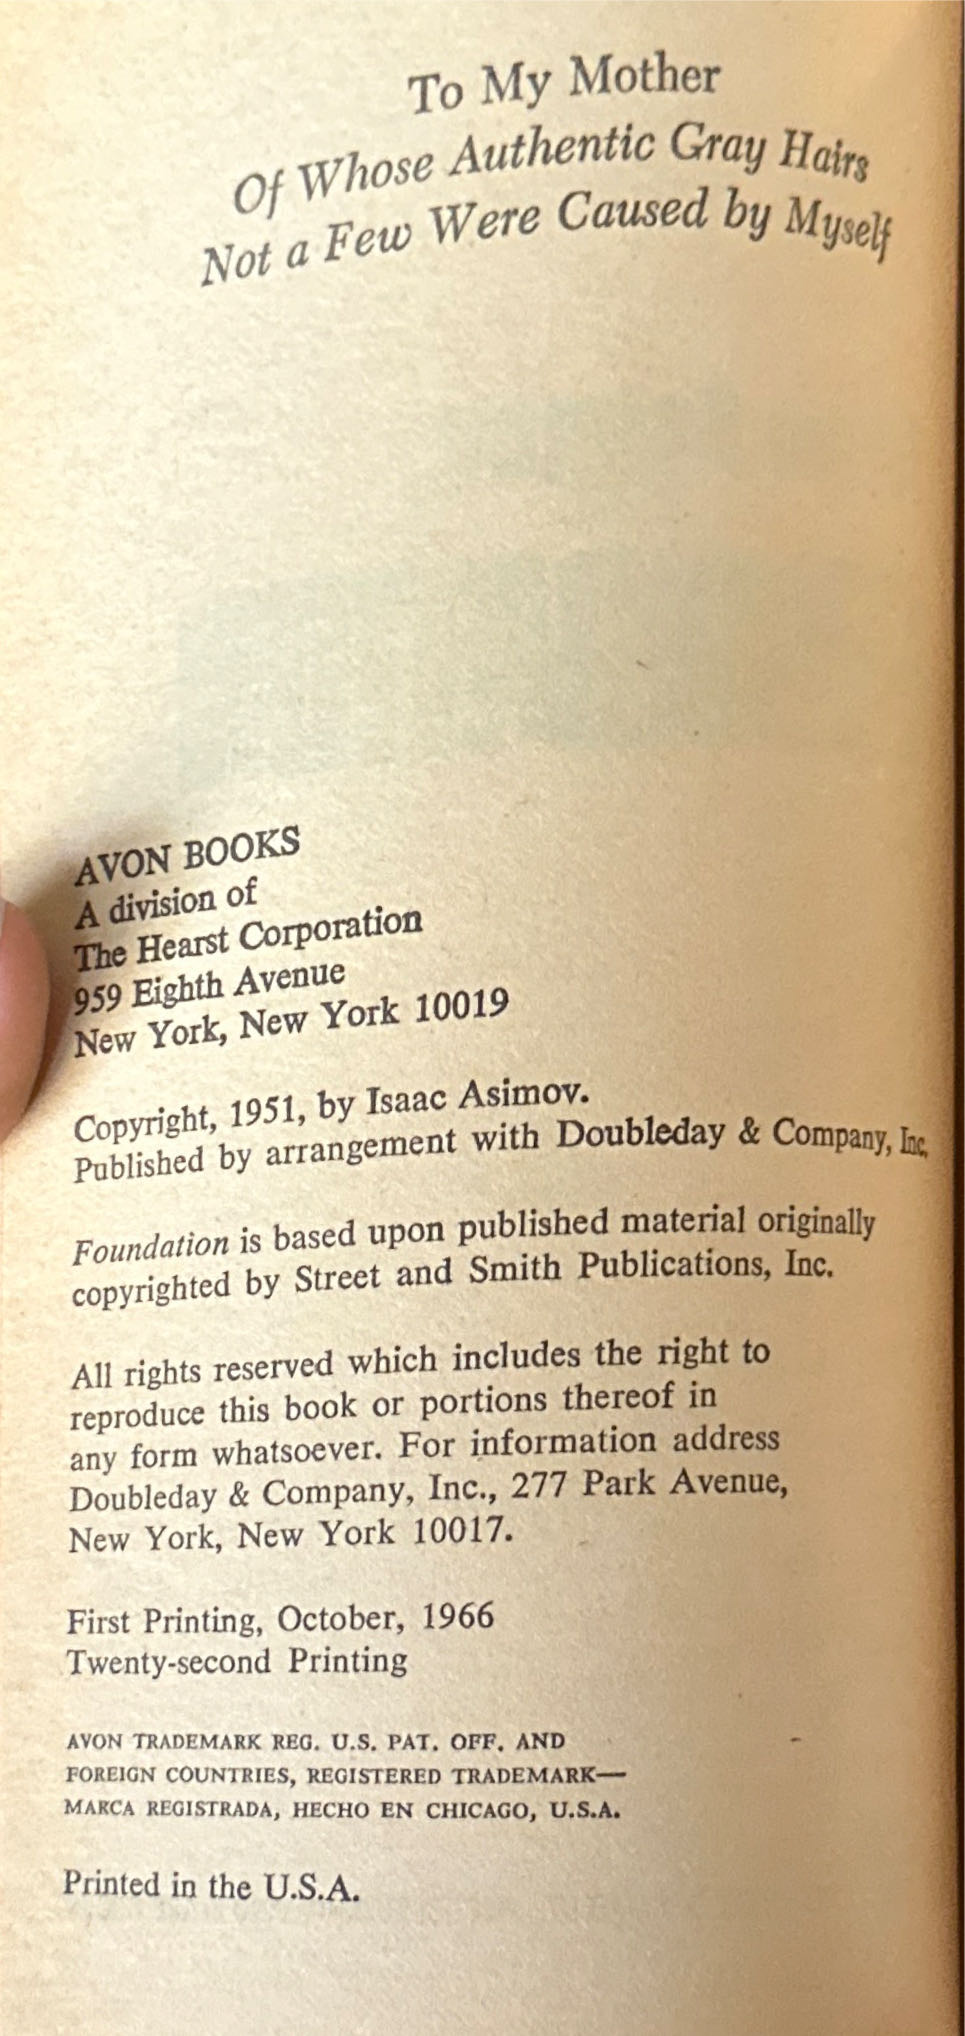 To My Mother
Of Whose Authentic Gray Hairs
Not a Few Were Caused by Myself
AVON BOOKS
A division of
The Hearst Corporation
959 Eighth Avenue
New York, New York 10019
Copyright, 1951, by Isaac Asimov.
Published by arrangement with Doubleday & Company, Inc.
Foundation is based upon published material originally
copyrighted by Street and Smith Publications, Inc.
All rights reserved which includes the right to
reproduce this book or portions thereof in
any form whatsoever. For information address
Doubleday & Company, Inc., 277 Park Avenue,
New York, New York 10017.
First Printing, October, 1966
Twenty-second Printing
AVON TRADEMARK REG. U.S. PAT. OFF. AND
FOREIGN COUNTRIES, REGISTERED TRADEMARK—
MARCA REGISTRADA, HECHO EN CHICAGO, U.S.A.
Printed in the U.S.A.